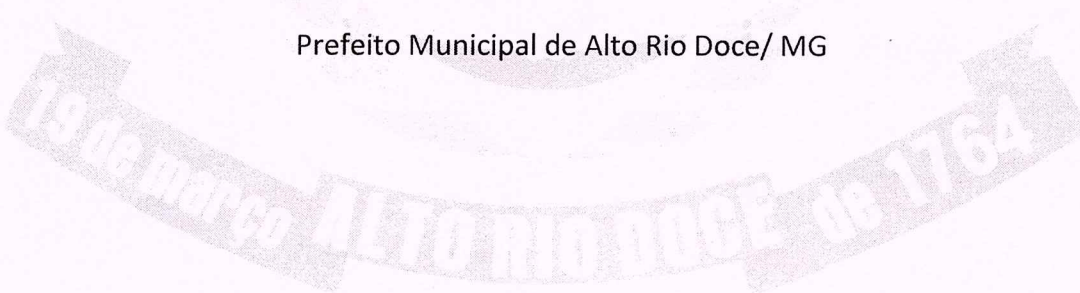 Prefeito Municipal de Alto Rio Doce/ MG
19 de março ALTO RIO DOCE de 1764